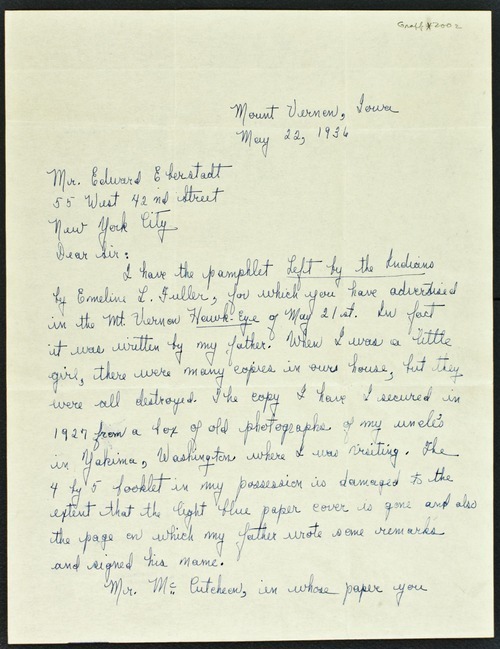 Graff 2002
Mount Vernon, Iowa
May 22, 1936
Mr. Edward Eberstadt
55 West 42nd Street
New York City
Dear Sir:
I have the pamphlet Left by the Indians
by Emeline L. Fuller, for which you have advertised
in the Mt. Vernon Hawk-Eye of May 21st. In fact
it was written by my father. When I was a little
girl, there were many copies in our house, but they
were all destroyed. The copy I have I secured in
1927 from a box of old photographs of my uncle's
in Yakima, Washington where I was visiting. The
4 by 5 booklet in my possession is damaged to the
extent that the light blue paper cover is gone and also
the page on which my father wrote some remarks
and signed his name.
Mr. Mc Cutcheon, in whose paper you